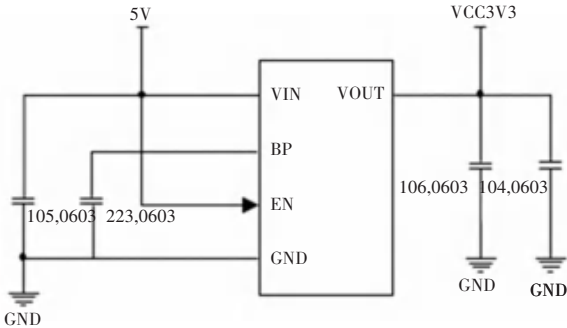 5V VCC3V3
VIN VOUT
BP
EN
106,0603 104,0603
105,0603 223,0603
GND
GND GND
GND